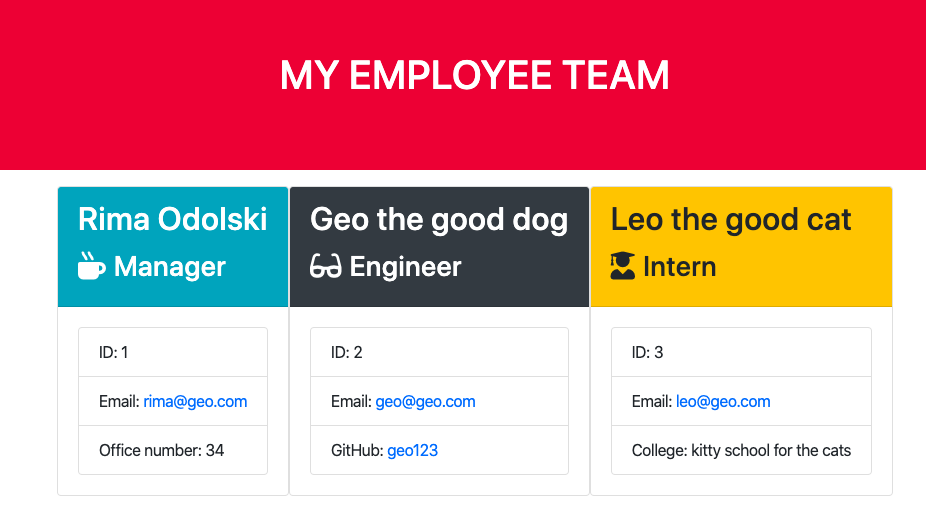 MY EMPLOYEE TEAM
Rima Odolski
Manager
ID: 1
Email: rima@geo.com
Office number: 34
Geo the good dog
Engineer
ID: 2
Email: geo@geo.com
GitHub: geo123
Leo the good cat
Intern
ID: 3
Email: leo@geo.com
College: kitty school for the cats